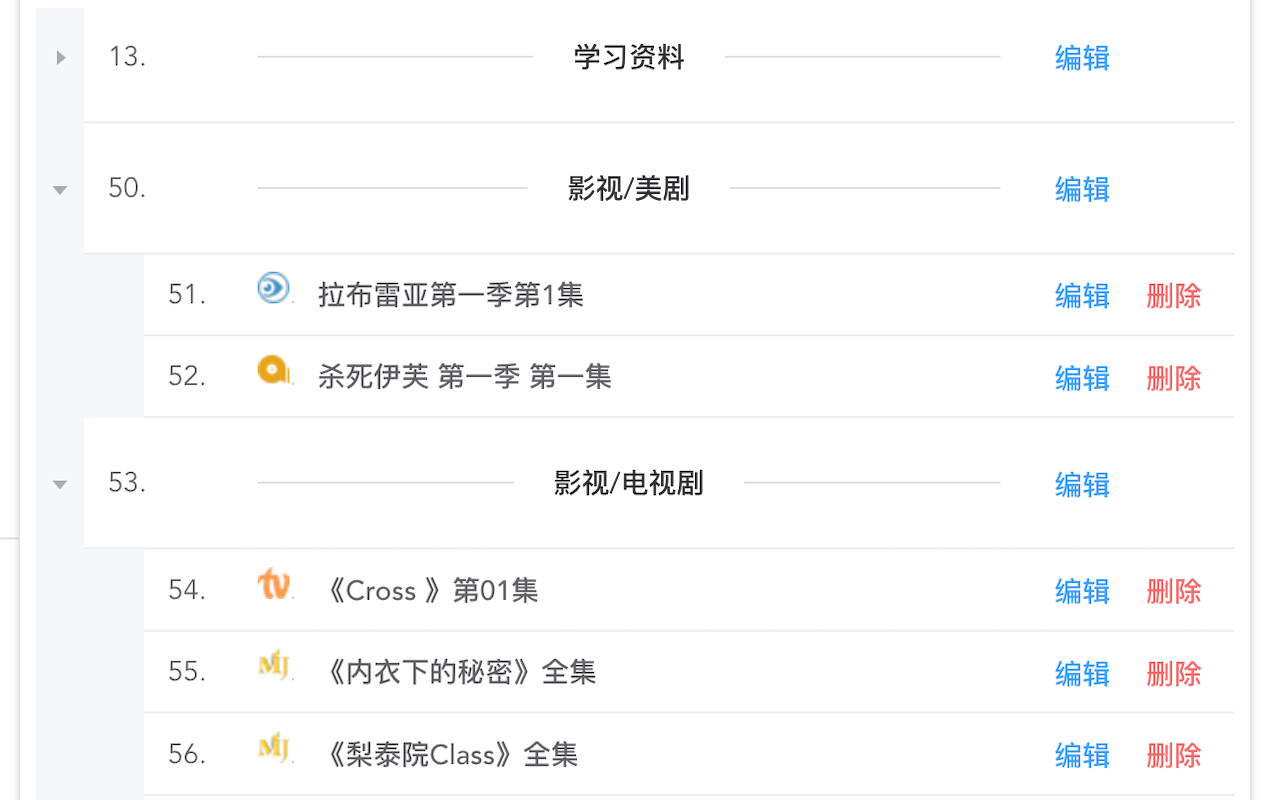 13. 学习资料 编辑
50. 影视/美剧 编辑
51. 拉布雷亚第一季第1集 编辑 删除
52. 杀死伊芙 第一季 第一集 编辑 删除
53. 影视/电视剧 编辑
54. tv 《Cross 》第01集 编辑 删除
55. MJ 《内衣下的秘密》全集 编辑 删除
56. MJ 《梨泰院Class》全集 编辑 删除